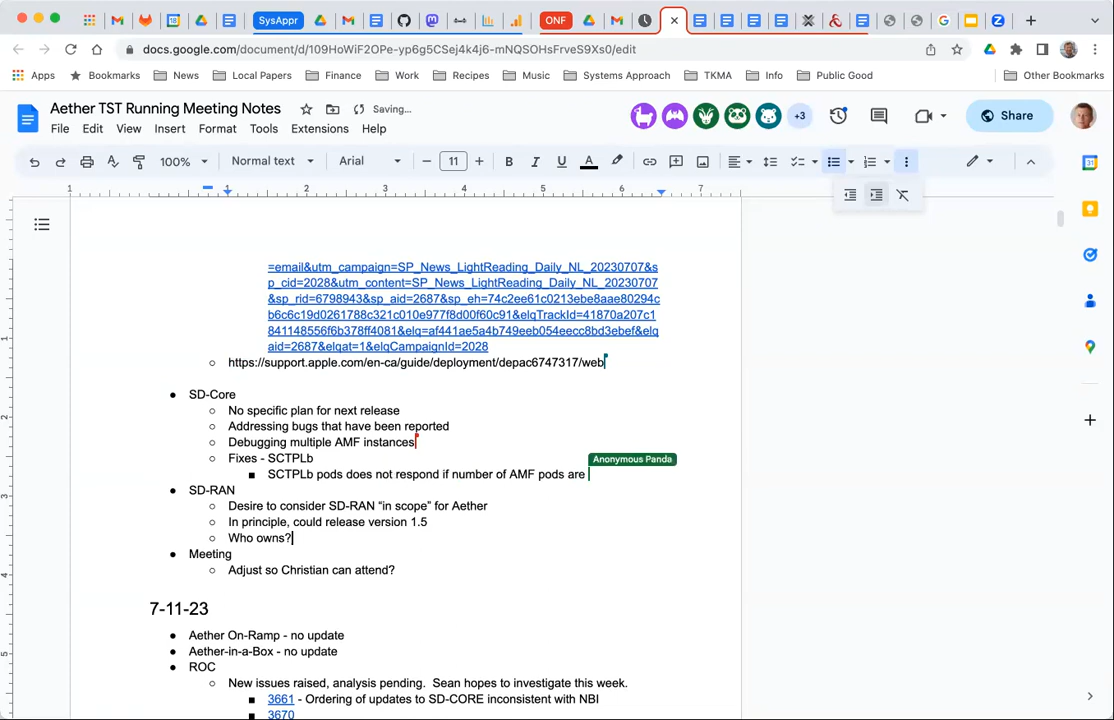 SysAppr
ONF
docs.google.com/document/d/109HoWiF2OPe-yp6g5CSej4k4j6-mNQSOHsFrveS9Xs0/edit
Apps
Bookmarks
News
Local Papers
Finance
Work
Recipes
Music
Systems Approach
TKMA
Info
Public Good
Other Bookmarks
Aether TST Running Meeting Notes
Saving...
+3
Share
File Edit View Insert Format Tools Extensions Help
100% Normal text Arial 11 B I U A
1 1 2 3 4 5 6 7
=email&utm_campaign=SP_News_LightReading_Daily_NL_20230707&s
p_cid=2028&utm_content=SP_News_LightReading_Daily_NL_20230707
&sp_rid=6798943&sp_aid=2687&sp_eh=74c2ee61c0213ebe8aae80294c
b6c6c19d0261788c321c010e977f8d00f60c91&elqTrackId=41870a207c1
841148556f6b378ff4081&elq=af441ae5a4b749eeb054eecc8bd3ebef&elq
aid=2687&elqat=1&elqCampaignId=2028
https://support.apple.com/en-ca/guide/deployment/depac6747317/web
SD-Core
No specific plan for next release
Addressing bugs that have been reported
Debugging multiple AMF instances
Fixes - SCTPLb
Anonymous Panda
SCTPLb pods does not respond if number of AMF pods are
SD-RAN
Desire to consider SD-RAN “in scope” for Aether
In principle, could release version 1.5
Who owns?
Meeting
Adjust so Christian can attend?
7-11-23
Aether On-Ramp - no update
Aether-in-a-Box - no update
ROC
New issues raised, analysis pending.  Sean hopes to investigate this week.
3661 - Ordering of updates to SD-CORE inconsistent with NBI
3670